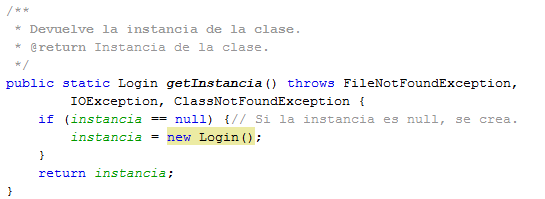 /**
 * Devuelve la instancia de la clase.
 * @return Instancia de la clase.
 */
public static Login getInstancia() throws FileNotFoundException,
        IOException, ClassNotFoundException {
    if (instancia == null) {// Si la instancia es null, se crea.
        instancia = new Login();
    }
    return instancia;
}